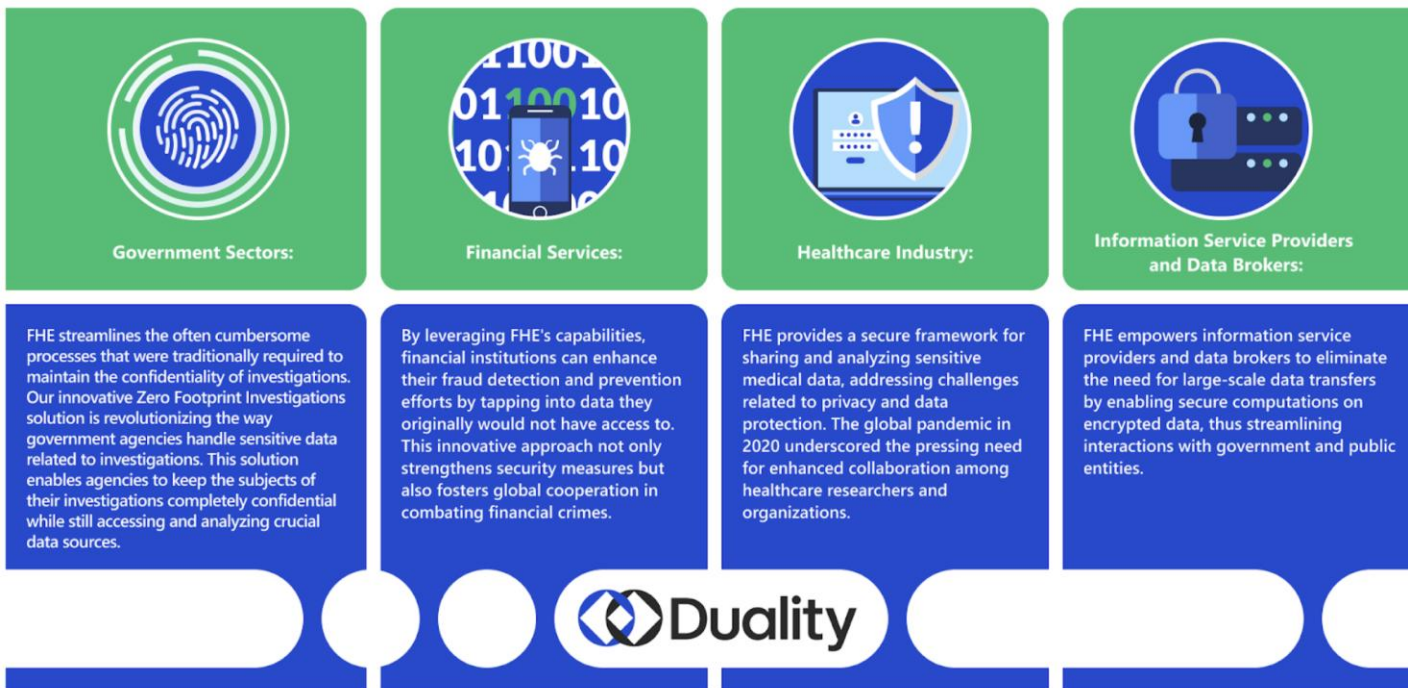 11001
0110010
10 10
Government Sectors:
Financial Services:
Healthcare Industry:
Information Service Providers
and Data Brokers:
FHE streamlines the often cumbersome
processes that were traditionally required to
maintain the confidentiality of investigations.
Our innovative Zero Footprint Investigations
solution is revolutionizing the way
government agencies handle sensitive data
related to investigations. This solution
enables agencies to keep the subjects of
their investigations completely confidential
while still accessing and analyzing crucial
data sources.
By leveraging FHE's capabilities,
financial institutions can enhance
their fraud detection and prevention
efforts by tapping into data they
originally would not have access to.
This innovative approach not only
strengthens security measures but
also fosters global cooperation in
combating financial crimes.
FHE provides a secure framework for
sharing and analyzing sensitive
medical data, addressing challenges
related to privacy and data
protection. The global pandemic in
2020 underscored the pressing need
for enhanced collaboration among
healthcare researchers and
organizations.
FHE empowers information service
providers and data brokers to eliminate
the need for large-scale data transfers
by enabling secure computations on
encrypted data, thus streamlining
interactions with government and public
entities.
Duality